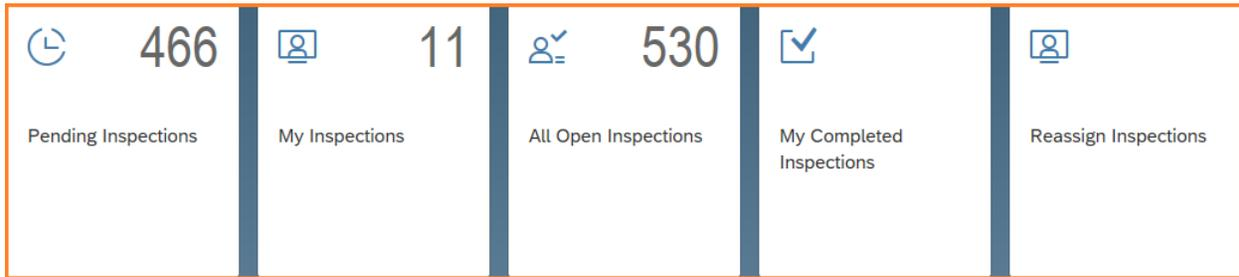 466
Pending Inspections
11
My Inspections
530
All Open Inspections
My Completed
Inspections
Reassign Inspections